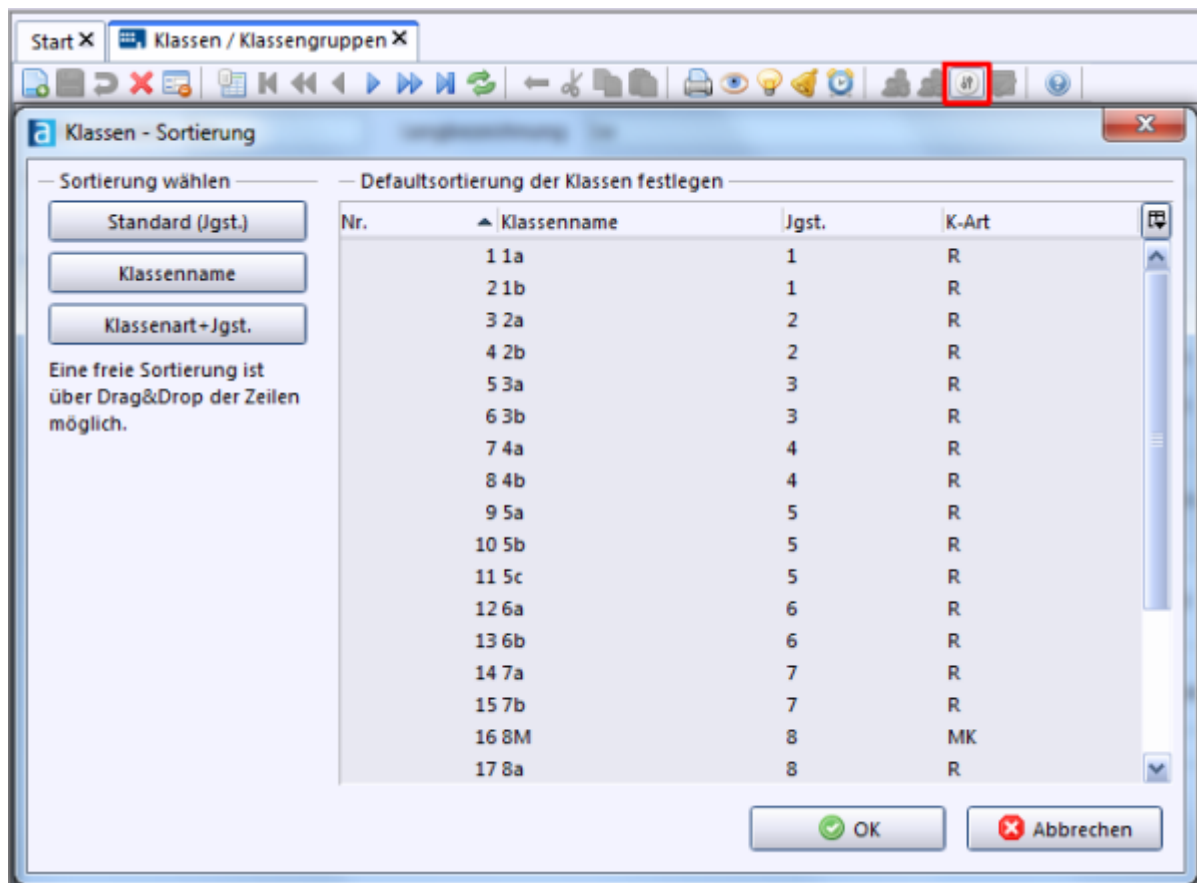 Start X Klassen / Klassengruppen X
Klassen - Sortierung
Sortierung wählen
Standard (Jgst.)
Klassenname
Klassenart+Jgst.
Eine freie Sortierung ist
über Drag&Drop der Zeilen
möglich.
Defaultsortierung der Klassen festlegen
Nr. Klassenname Jgst. K-Art
1 1a 1 R
2 1b 1 R
3 2a 2 R
4 2b 2 R
5 3a 3 R
6 3b 3 R
7 4a 4 R
8 4b 4 R
9 5a 5 R
10 5b 5 R
11 5c 5 R
12 6a 6 R
13 6b 6 R
14 7a 7 R
15 7b 7 R
16 8M 8 MK
17 8a 8 R
OK Abbrechen